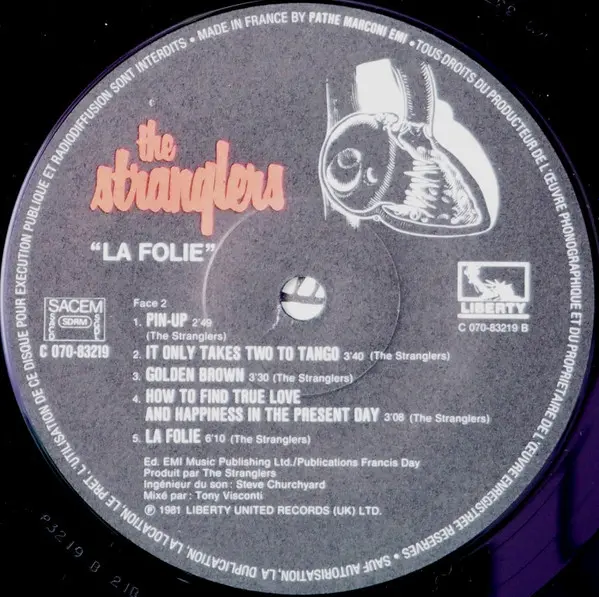 • MADE IN FRANCE BY PATHE MARCONI EMI • TOUS DROITS DU PRODUCTEUR DE L'ŒUVRE PHONOGRAPHIQUE ET DU PROPRIETAIRE DE L'ŒUVRE ENREGISTREE RESERVES • SAUF AUTORISATION, LA DUPLICATION, LA LOCATION, LE PRET, L'UTILISATION DE CE DISQUE POUR EXECUTION PUBLIQUE ET RADIODIFFUSION SONT INTERDITS
the
stranglers
"LA FOLIE"
SACEM
SDRM
C 070-83219
LIBERTY
C 070-83219 B
Face 2
1. PIN-UP 2'49
(The Stranglers)
2. IT ONLY TAKES TWO TO TANGO 3'40 (The Stranglers)
3. GOLDEN BROWN 3'30 (The Stranglers)
4. HOW TO FIND TRUE LOVE
AND HAPPINESS IN THE PRESENT DAY 3'08 (The Stranglers)
5. LA FOLIE 6'10 (The Stranglers)
Ed. EMI Music Publishing Ltd./Publications Francis Day
Produit par The Stranglers
Ingénieur du son : Steve Churchyard
Mixé par : Tony Visconti
℗ 1981 LIBERTY UNITED RECORDS (UK) LTD.